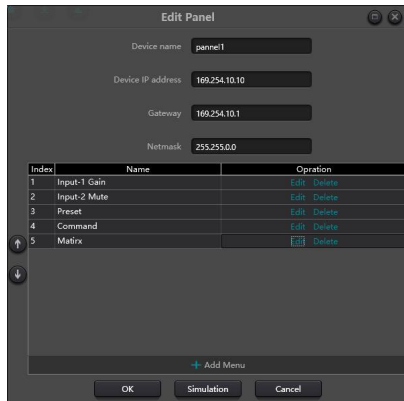 Edit Panel
Device name pannel1
Device IP address 169.254.10.10
Gateway 169.254.10.1
Netmask 255.255.0.0
Index Name Opration
1 Input-1 Gain Edit Delete
2 Input-2 Mute Edit Delete
3 Preset Edit Delete
4 Command Edit Delete
5 Matirx Edit Delete
+ Add Menu
OK Simulation Cancel